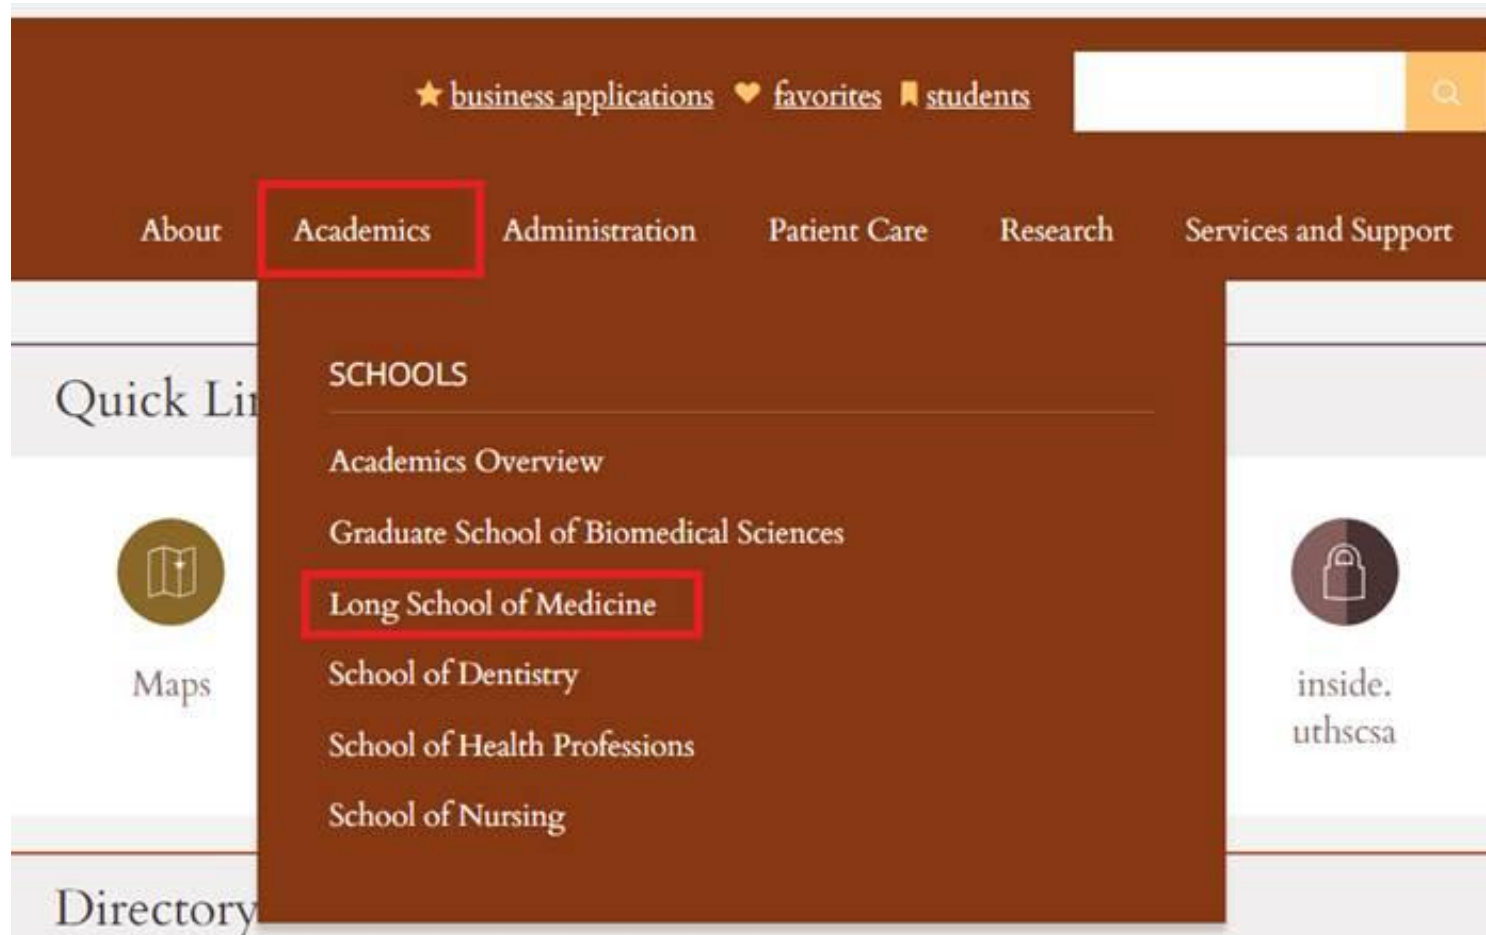 business applications favorites students
About Academics Administration Patient Care Research Services and Support
SCHOOLS
Quick Li
Academics Overview
Graduate School of Biomedical Sciences
Long School of Medicine
School of Dentistry
Maps
inside.
uthscsa
School of Health Professions
School of Nursing
Directory